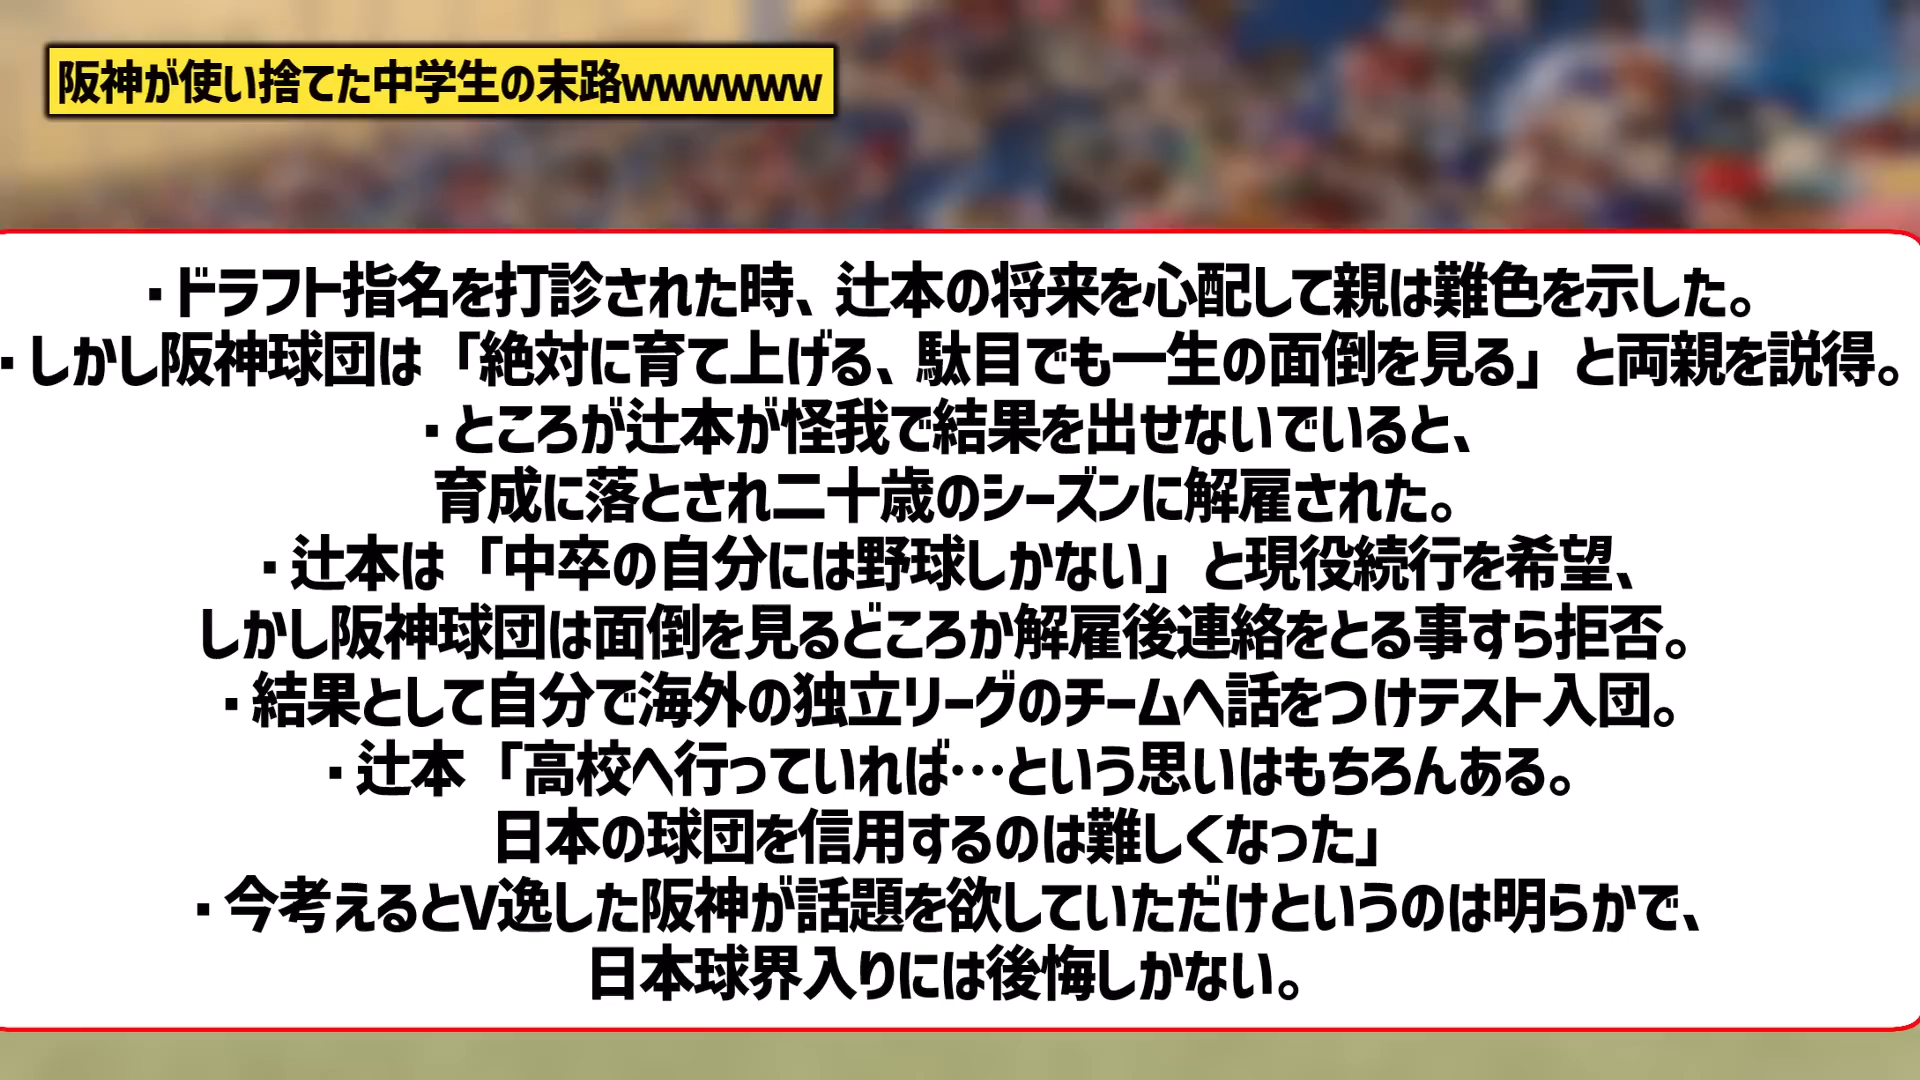 阪神が使い捨てた中学生の末路wwwwww
・ドラフト指名を打診された時、辻本の将来を心配して親は難色を示した。
・しかし阪神球団は「絶対に育て上げる、駄目でも一生の面倒を見る」と両親を説得。
・ところが辻本が怪我で結果を出せないでいると、
育成に落とされ二十歳のシーズンに解雇された。
・辻本は「中卒の自分には野球しかない」と現役続行を希望、
しかし阪神球団は面倒を見るどころか解雇後連絡をとる事すら拒否。
・結果として自分で海外の独立リーグのチームへ話をつけテスト入団。
・辻本「高校へ行っていれば…という思いはもちろんある。
日本の球団を信用するのは難しくなった」
・今考えるとV逸した阪神が話題を欲していただけというのは明らかで、
日本球界入りには後悔しかない。